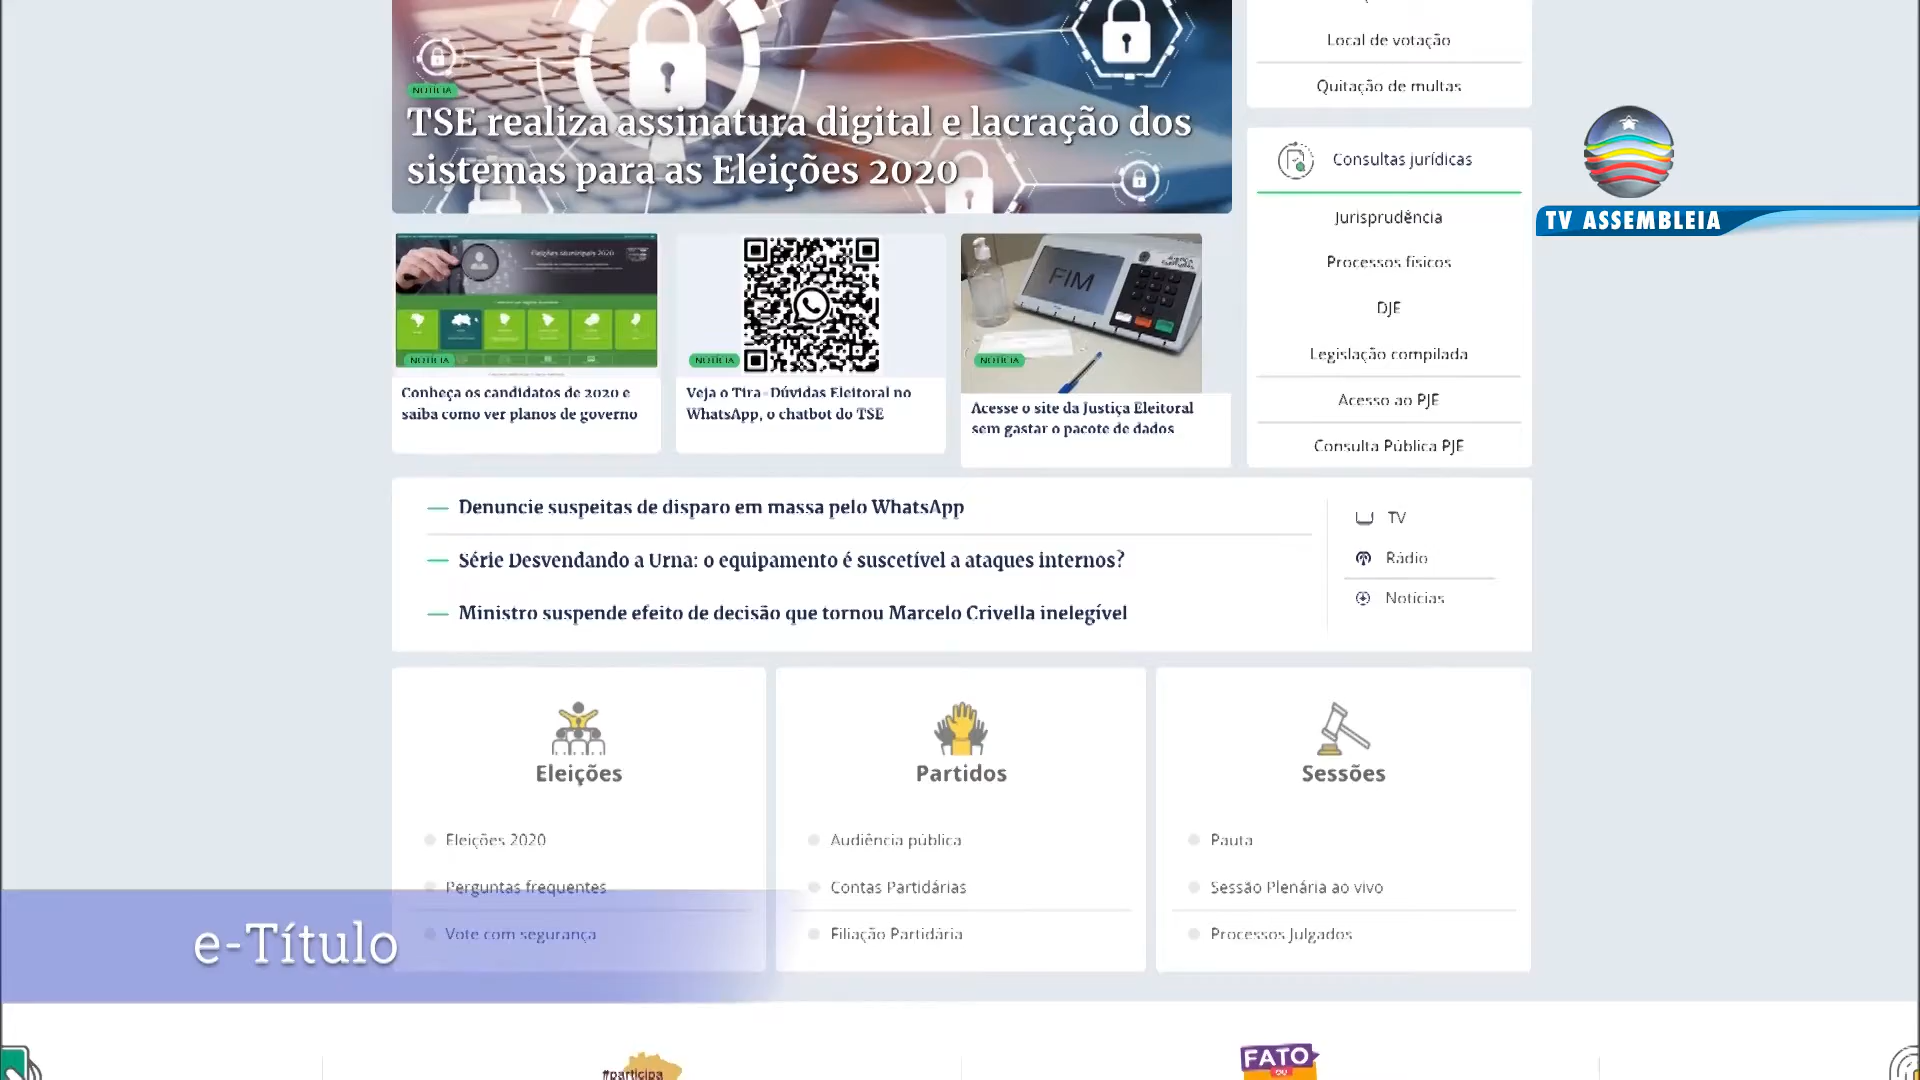 Local de votação
Quitação de multas
NOTÍCIA
TSE realiza assinatura digital e lacração dos
sistemas para as Eleições 2020
Consultas jurídicas
Jurisprudência
Processos físicos
DJE
Legislação compilada
Acesso ao PJE
Consulta Pública PJE
TV ASSEMBLEIA
Eleições Municipais 2020
NOTÍCIA
Conheça os candidatos de 2020 e
saiba como ver planos de governo
NOTÍCIA
Veja o Tira-Dúvidas Eleitoral no
WhatsApp, o chatbot do TSE
FIM
JUSTIÇA
ELEITORAL
NOTÍCIA
Acesse o site da Justiça Eleitoral
sem gastar o pacote de dados
Denuncie suspeitas de disparo em massa pelo WhatsApp
Série Desvendando a Urna: o equipamento é suscetível a ataques internos?
Ministro suspende efeito de decisão que tornou Marcelo Crivella inelegível
TV
Rádio
Notícias
Eleições
Eleições 2020
Perguntas frequentes
Vote com segurança
Partidos
Audiência pública
Contas Partidárias
Filiação Partidária
Sessões
Pauta
Sessão Plenária ao vivo
Processos Julgados
e-Título
#participa
FATO
OU